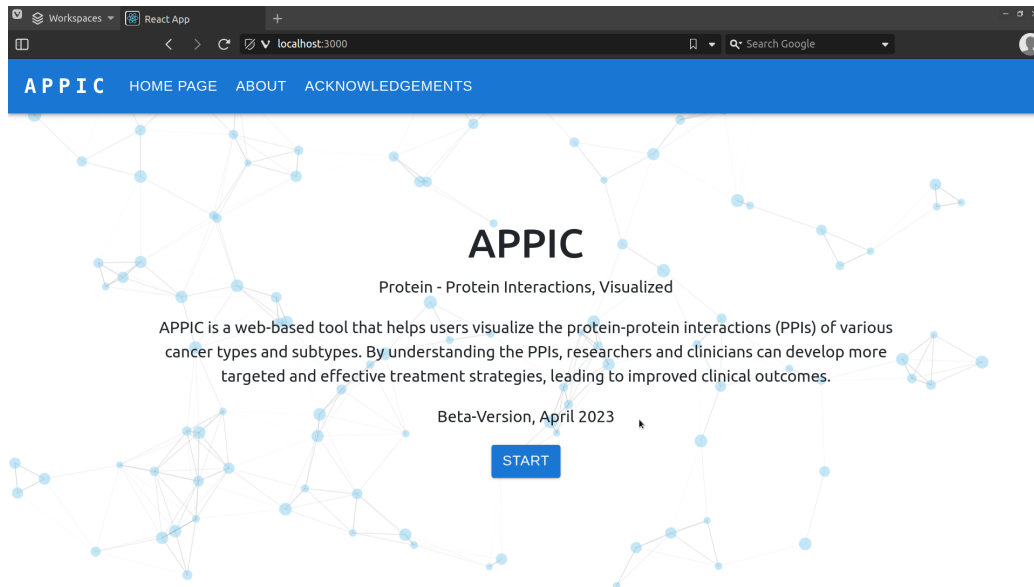 Workspaces
React App
localhost:3000
Search Google
APPIC HOME PAGE ABOUT ACKNOWLEDGEMENTS
APPIC
Protein - Protein Interactions, Visualized
APPIC is a web-based tool that helps users visualize the protein-protein interactions (PPIs) of various
cancer types and subtypes. By understanding the PPIs, researchers and clinicians can develop more
targeted and effective treatment strategies, leading to improved clinical outcomes.
Beta-Version, April 2023
START